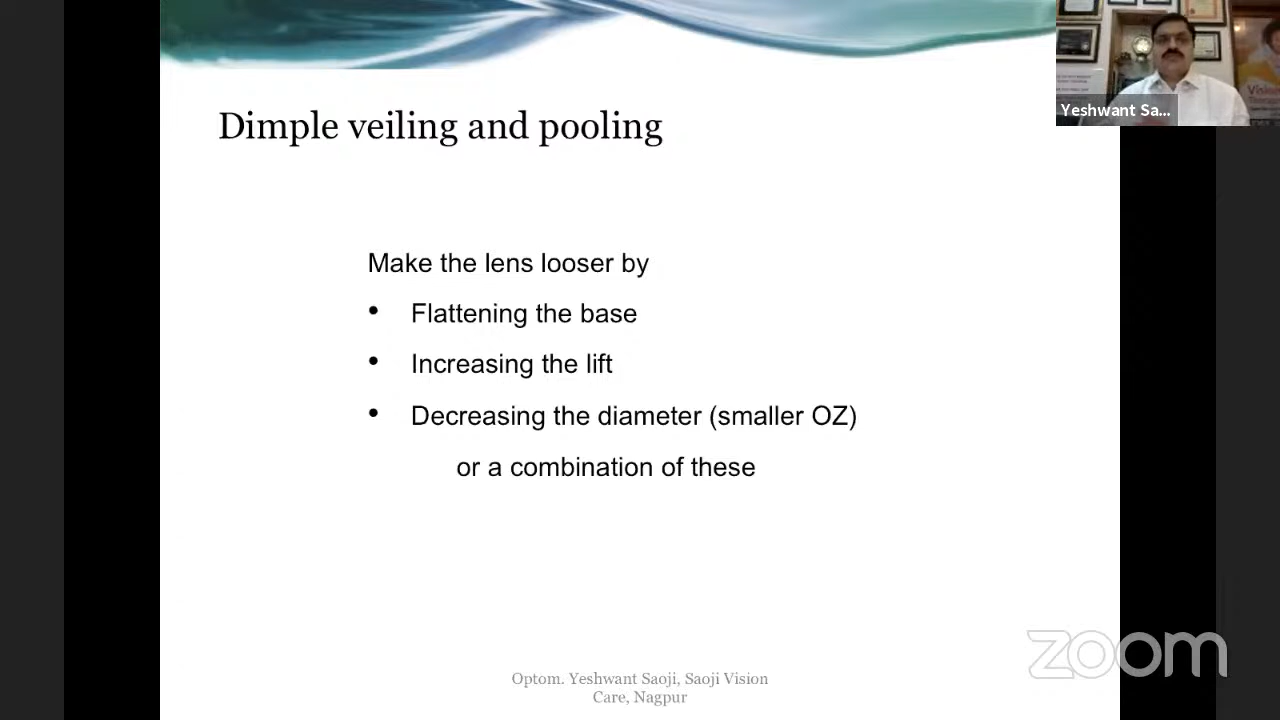 Yeshwant Sa...
Dimple veiling and pooling
Make the lens looser by
• Flattening the base
• Increasing the lift
• Decreasing the diameter (smaller OZ)
or a combination of these
zoom
Optom. Yeshwant Saoji, Saoji Vision
Care, Nagpur